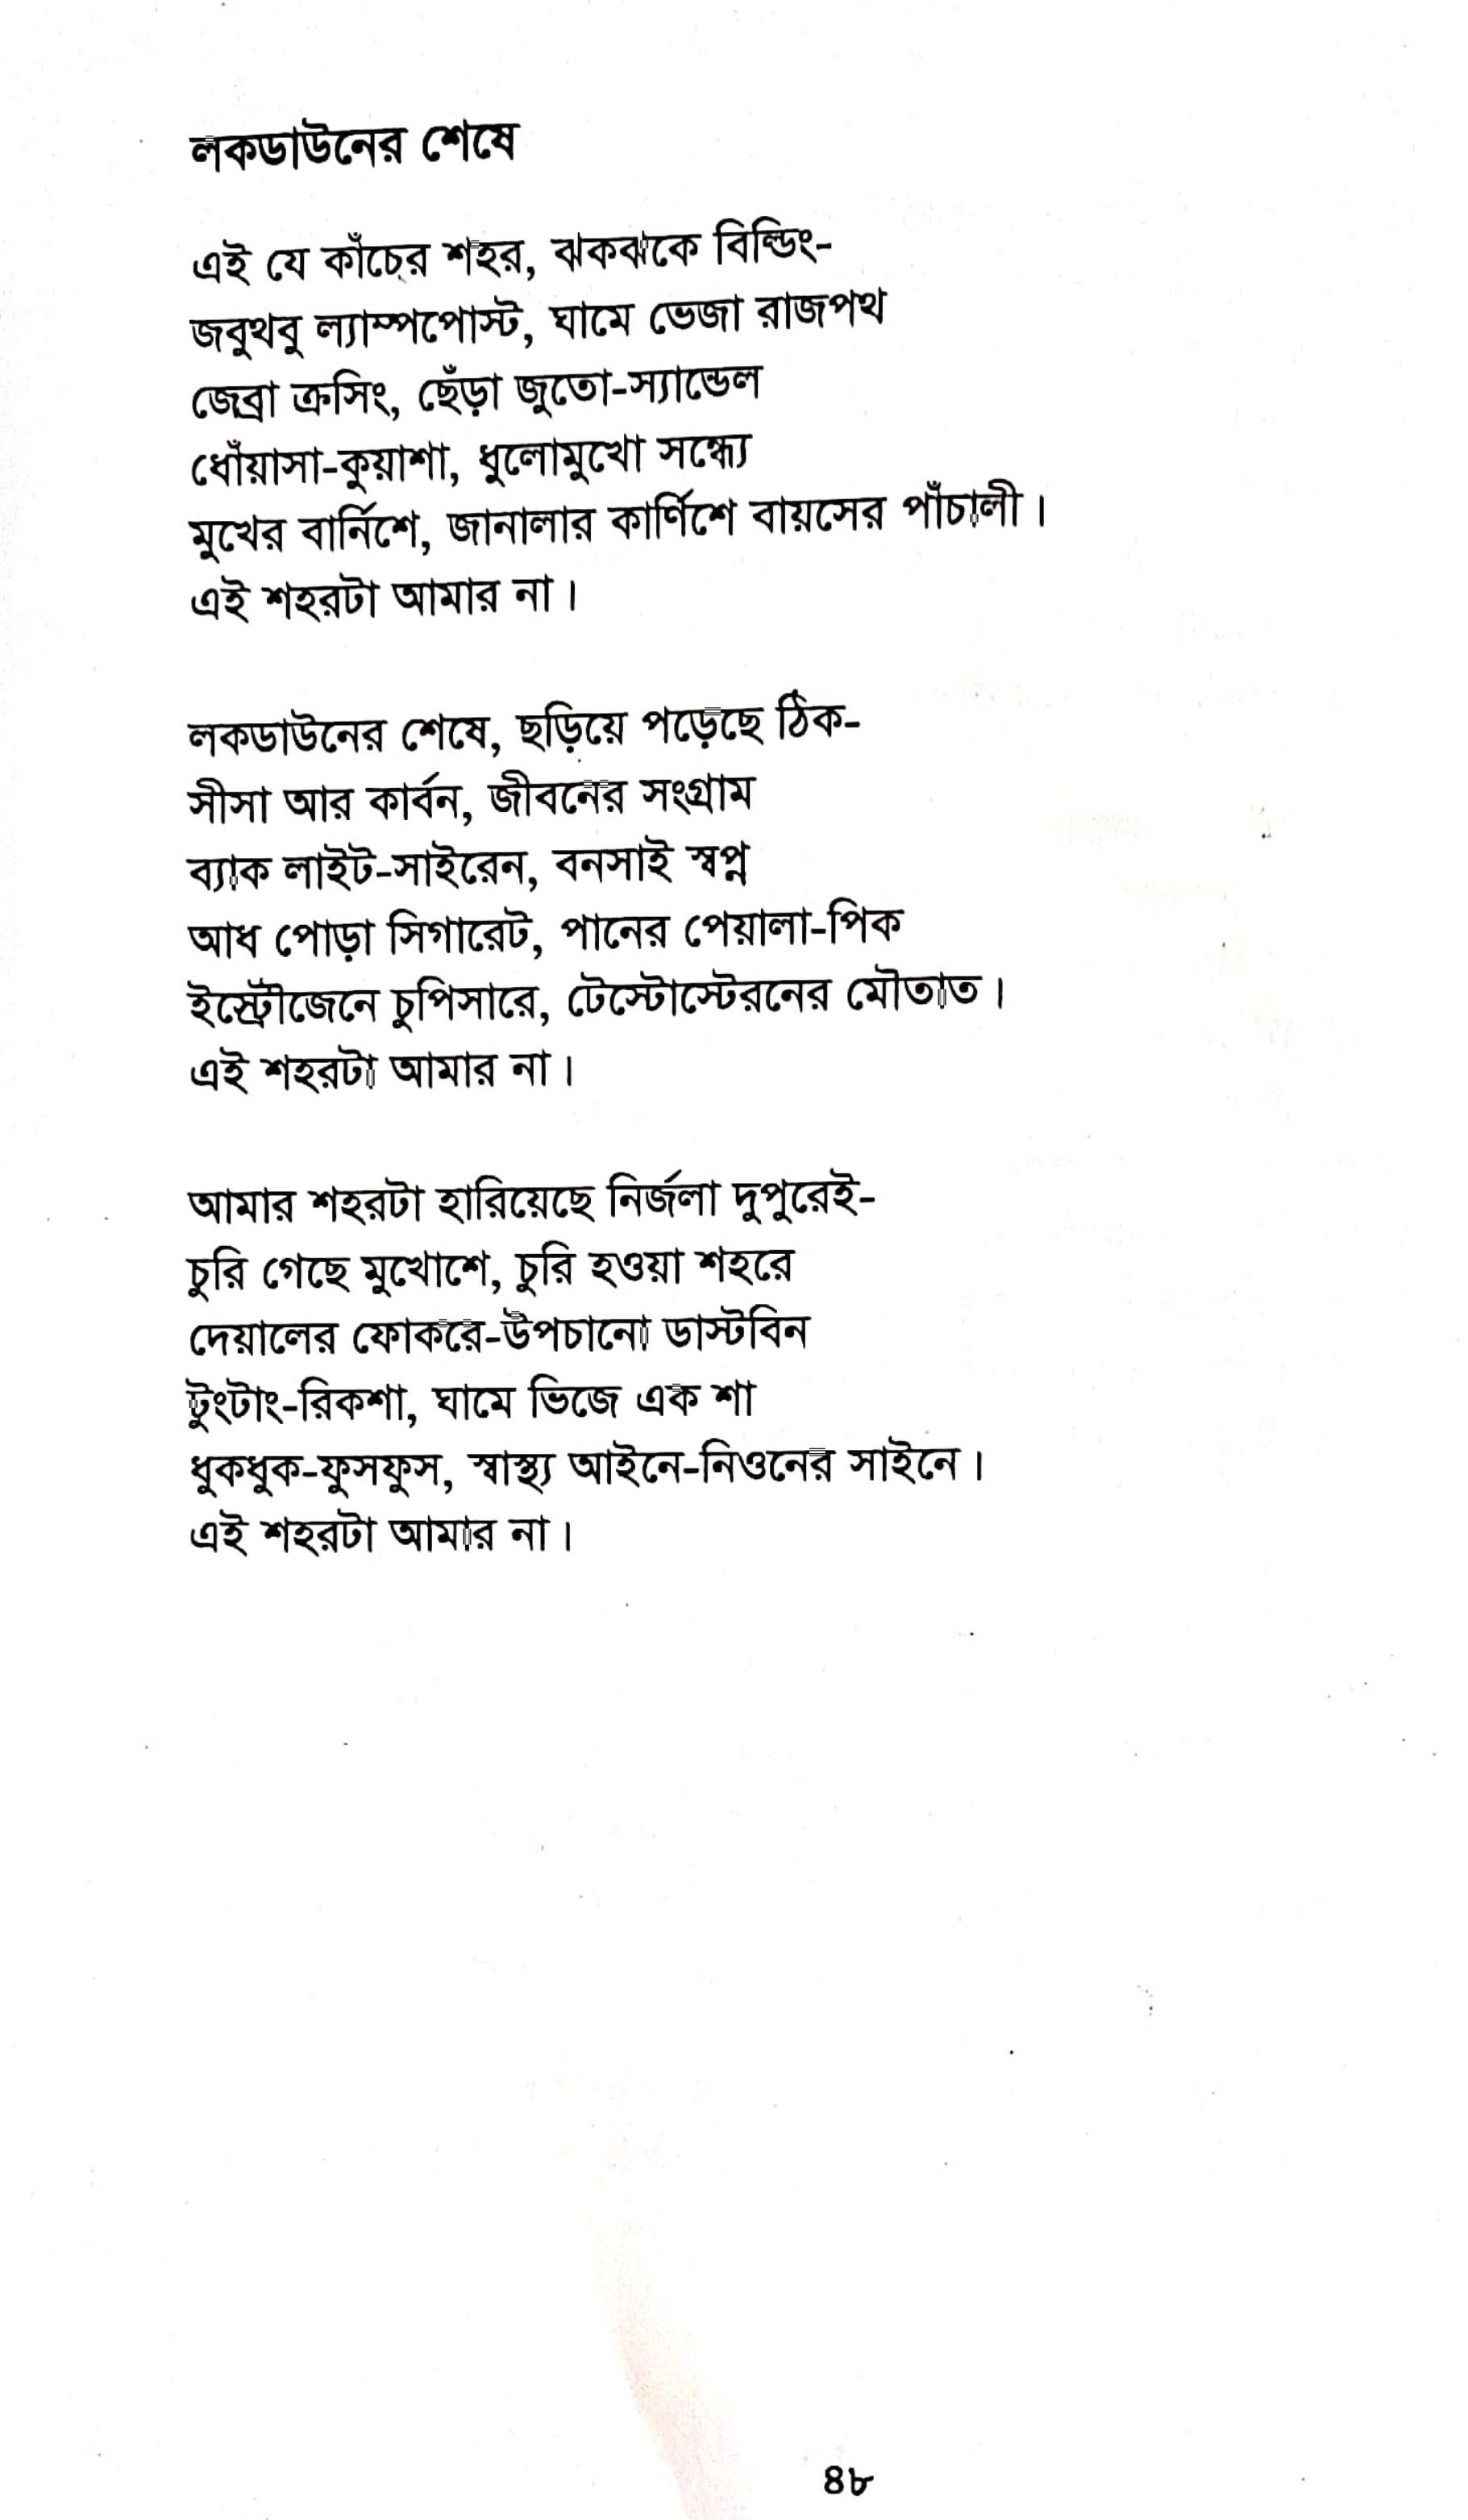 লকডাউনের শেষে
এই যে কাঁচের শহর, ঝকঝকে বিল্ডিং-
জবুথবু ল্যাম্পপোস্ট, ঘামে ভেজা রাজপথ
জেব্রা ক্রসিং, ছেঁড়া জুতো-স্যান্ডেল
ধোঁয়াসা-কুয়াশা, ধুলোমুখো সন্ধ্যে
মুখের বার্নিশে, জানালার কার্ণিশে বায়সের পাঁচালী।
এই শহরটা আমার না।
লকডাউনের শেষে, ছড়িয়ে পড়েছে ঠিক-
সীসা আর কার্বন, জীবনের সংগ্রাম
ব্যাক লাইট-সাইরেন, বনসাই স্বপ্ন
আধ পোড়া সিগারেট, পানের পেয়ালা-পিক
ইস্ট্রোজেনে চুপিসারে, টেস্টোস্টেরনের মৌতাত।
এই শহরটা আমার না।
আমার শহরটা হারিয়েছে নির্জলা দুপুরেই-
চুরি গেছে মুখোশে, চুরি হওয়া শহরে
দেয়ালের ফোকরে-উপচানো ডাস্টবিন
টুংটাং-রিকশা, ঘামে ভিজে এক শা
ধুকধুক-ফুসফুস, স্বাস্থ্য আইনে-নিওনের সাইনে।
এই শহরটা আমার না।
৪৮